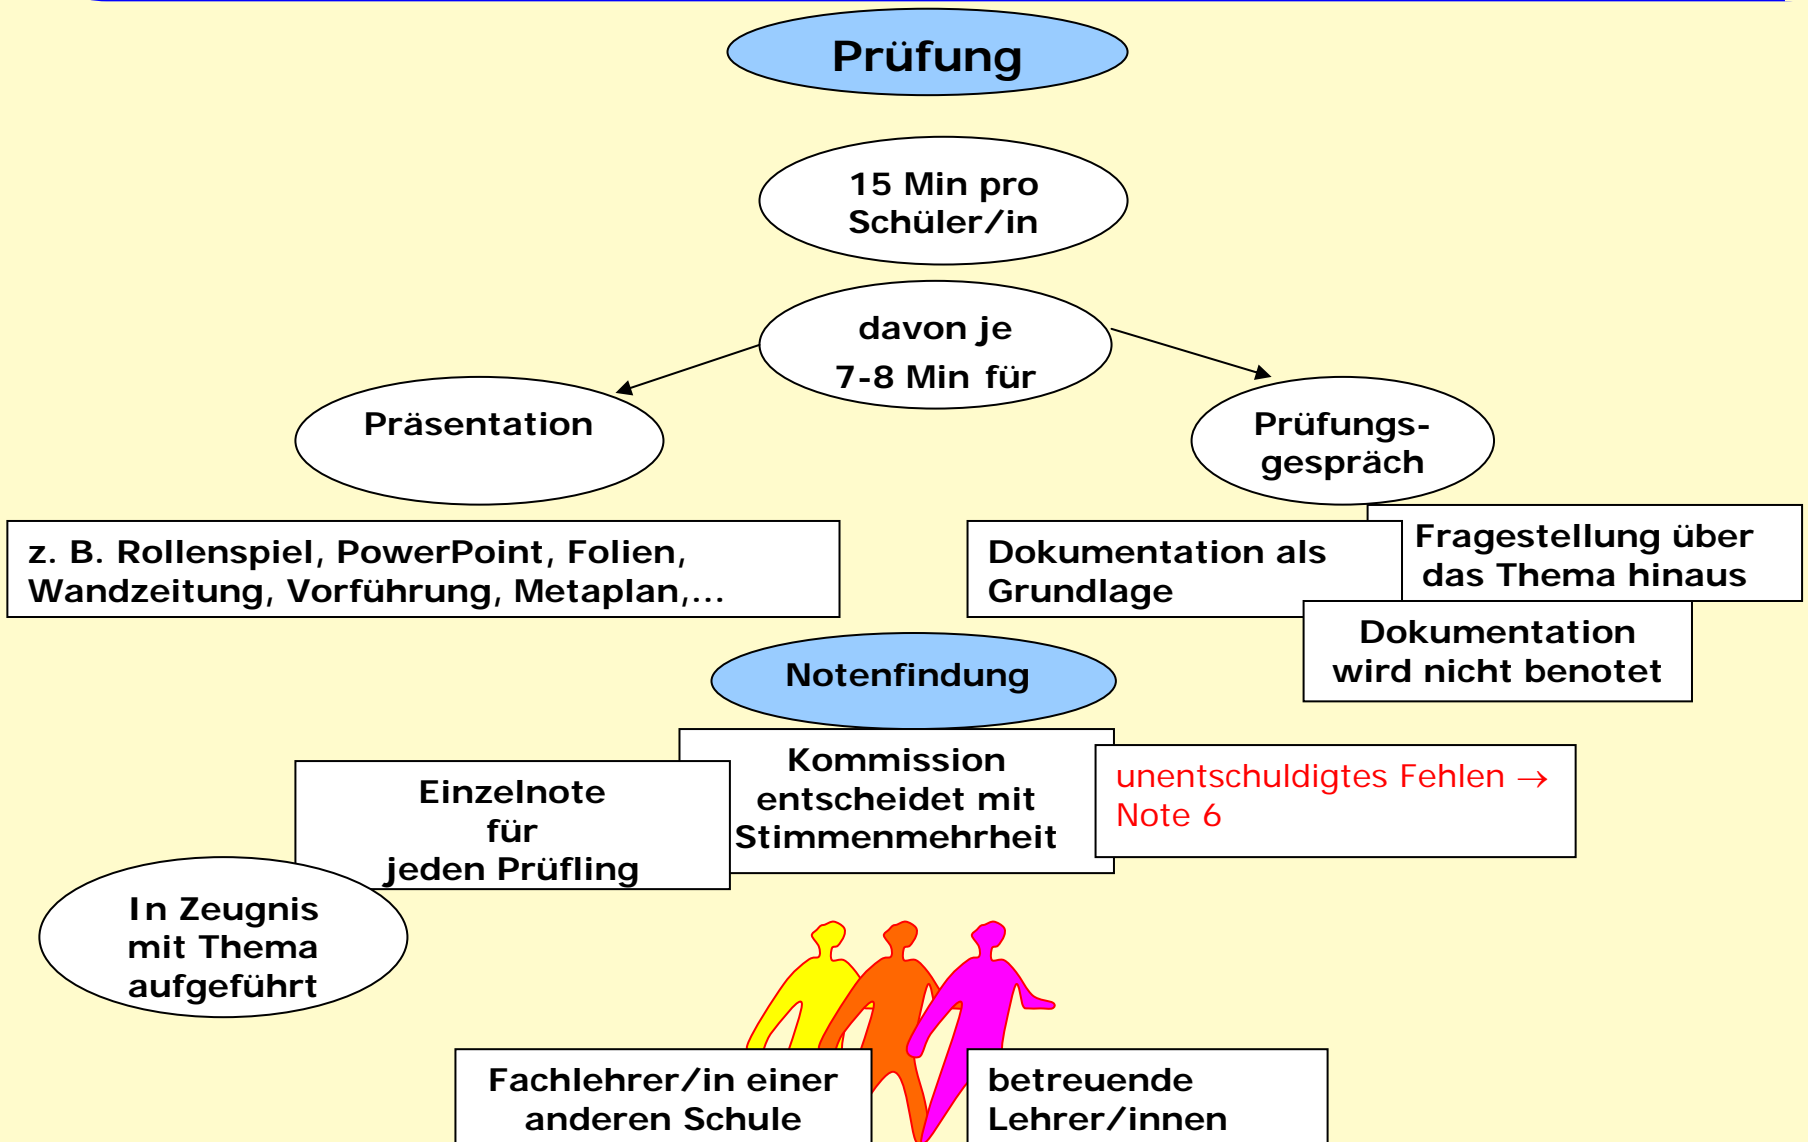 Prüfung
15 Min pro
Schüler/in
davon je
7-8 Min für
Präsentation
Prüfungs-
gespräch
z. B. Rollenspiel, PowerPoint, Folien,
Wandzeitung, Vorführung, Metaplan,...
Dokumentation als
Grundlage
Fragestellung über
das Thema hinaus
Dokumentation
wird nicht benotet
Notenfindung
Einzelnote
für
jeden Prüfling
Kommission
entscheidet mit
Stimmenmehrheit
unentschuldigtes Fehlen →
Note 6
In Zeugnis
mit Thema
aufgeführt
Fachlehrer/in einer
anderen Schule
betreuende
Lehrer/innen